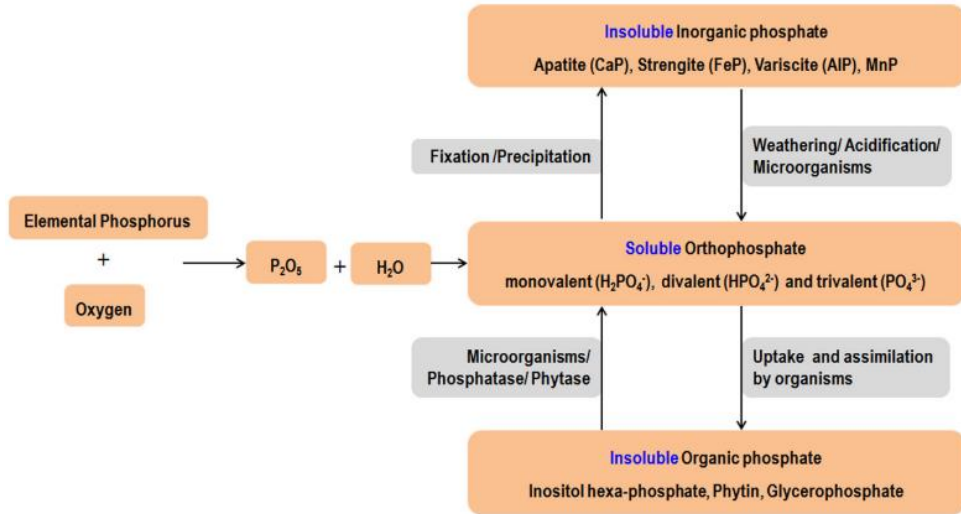 Insoluble Inorganic phosphate
Apatite (CaP), Strengite (FeP), Variscite (AlP), MnP
Fixation /Precipitation
Weathering/ Acidification/
Microorganisms
Elemental Phosphorus
+
Oxygen
P₂O₅ + H₂O
Soluble Orthophosphate
monovalent (H₂PO₄⁻), divalent (HPO₄²⁻) and trivalent (PO₄³⁻)
Microorganisms/
Phosphatase/ Phytase
Uptake and assimilation
by organisms
Insoluble Organic phosphate
Inositol hexa-phosphate, Phytin, Glycerophosphate